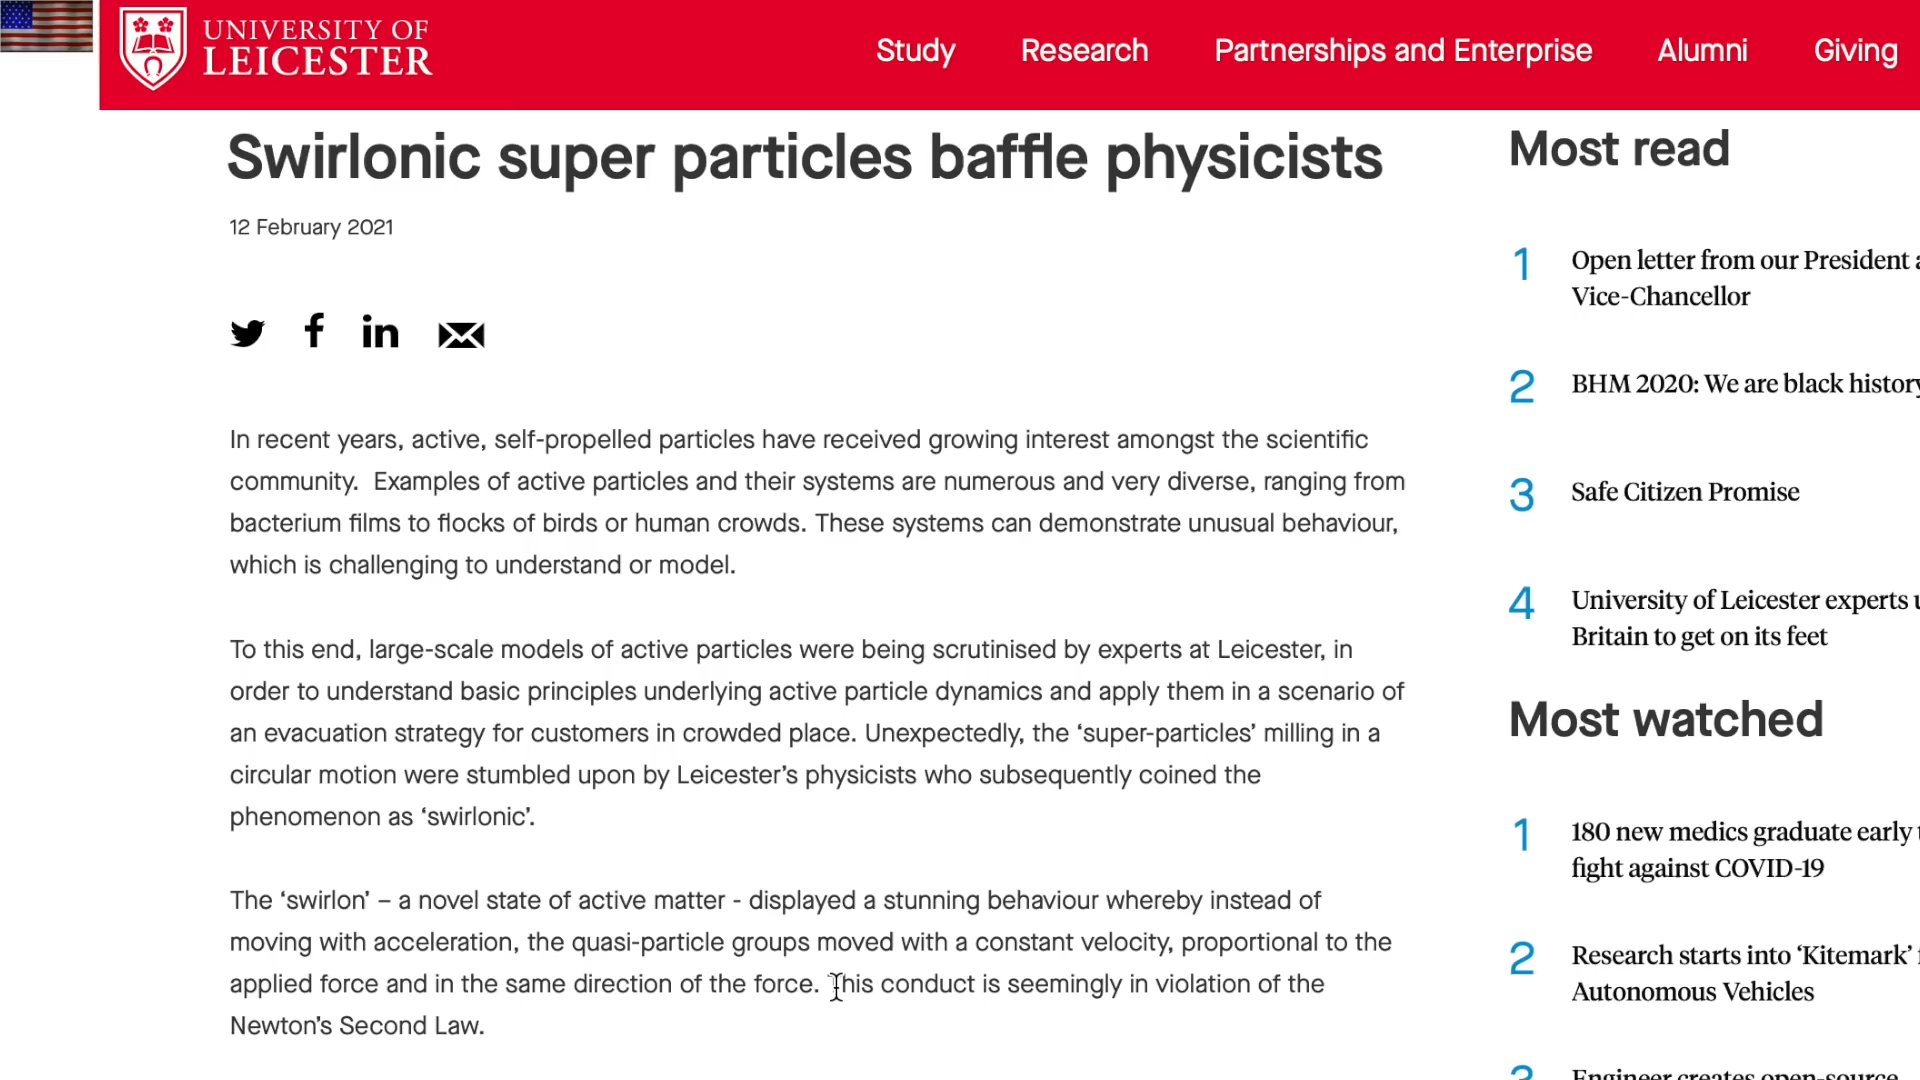 UNIVERSITY OF
LEICESTER
Study
Research
Partnerships and Enterprise
Alumni
Giving
Swirlonic super particles baffle physicists
12 February 2021
In recent years, active, self-propelled particles have received growing interest amongst the scientific
community.  Examples of active particles and their systems are numerous and very diverse, ranging from
bacterium films to flocks of birds or human crowds. These systems can demonstrate unusual behaviour,
which is challenging to understand or model.
To this end, large-scale models of active particles were being scrutinised by experts at Leicester, in
order to understand basic principles underlying active particle dynamics and apply them in a scenario of
an evacuation strategy for customers in crowded place. Unexpectedly, the ‘super-particles’ milling in a
circular motion were stumbled upon by Leicester’s physicists who subsequently coined the
phenomenon as ‘swirlonic’.
The ‘swirlon’ – a novel state of active matter - displayed a stunning behaviour whereby instead of
moving with acceleration, the quasi-particle groups moved with a constant velocity, proportional to the
applied force and in the same direction of the force. This conduct is seemingly in violation of the
Newton’s Second Law.
Most read
1
Open letter from our President
Vice-Chancellor
2
BHM 2020: We are black history
3
Safe Citizen Promise
4
University of Leicester experts
Britain to get on its feet
Most watched
1
180 new medics graduate early
fight against COVID-19
2
Research starts into ‘Kitemark’
Autonomous Vehicles
3
Engineer creates open-source